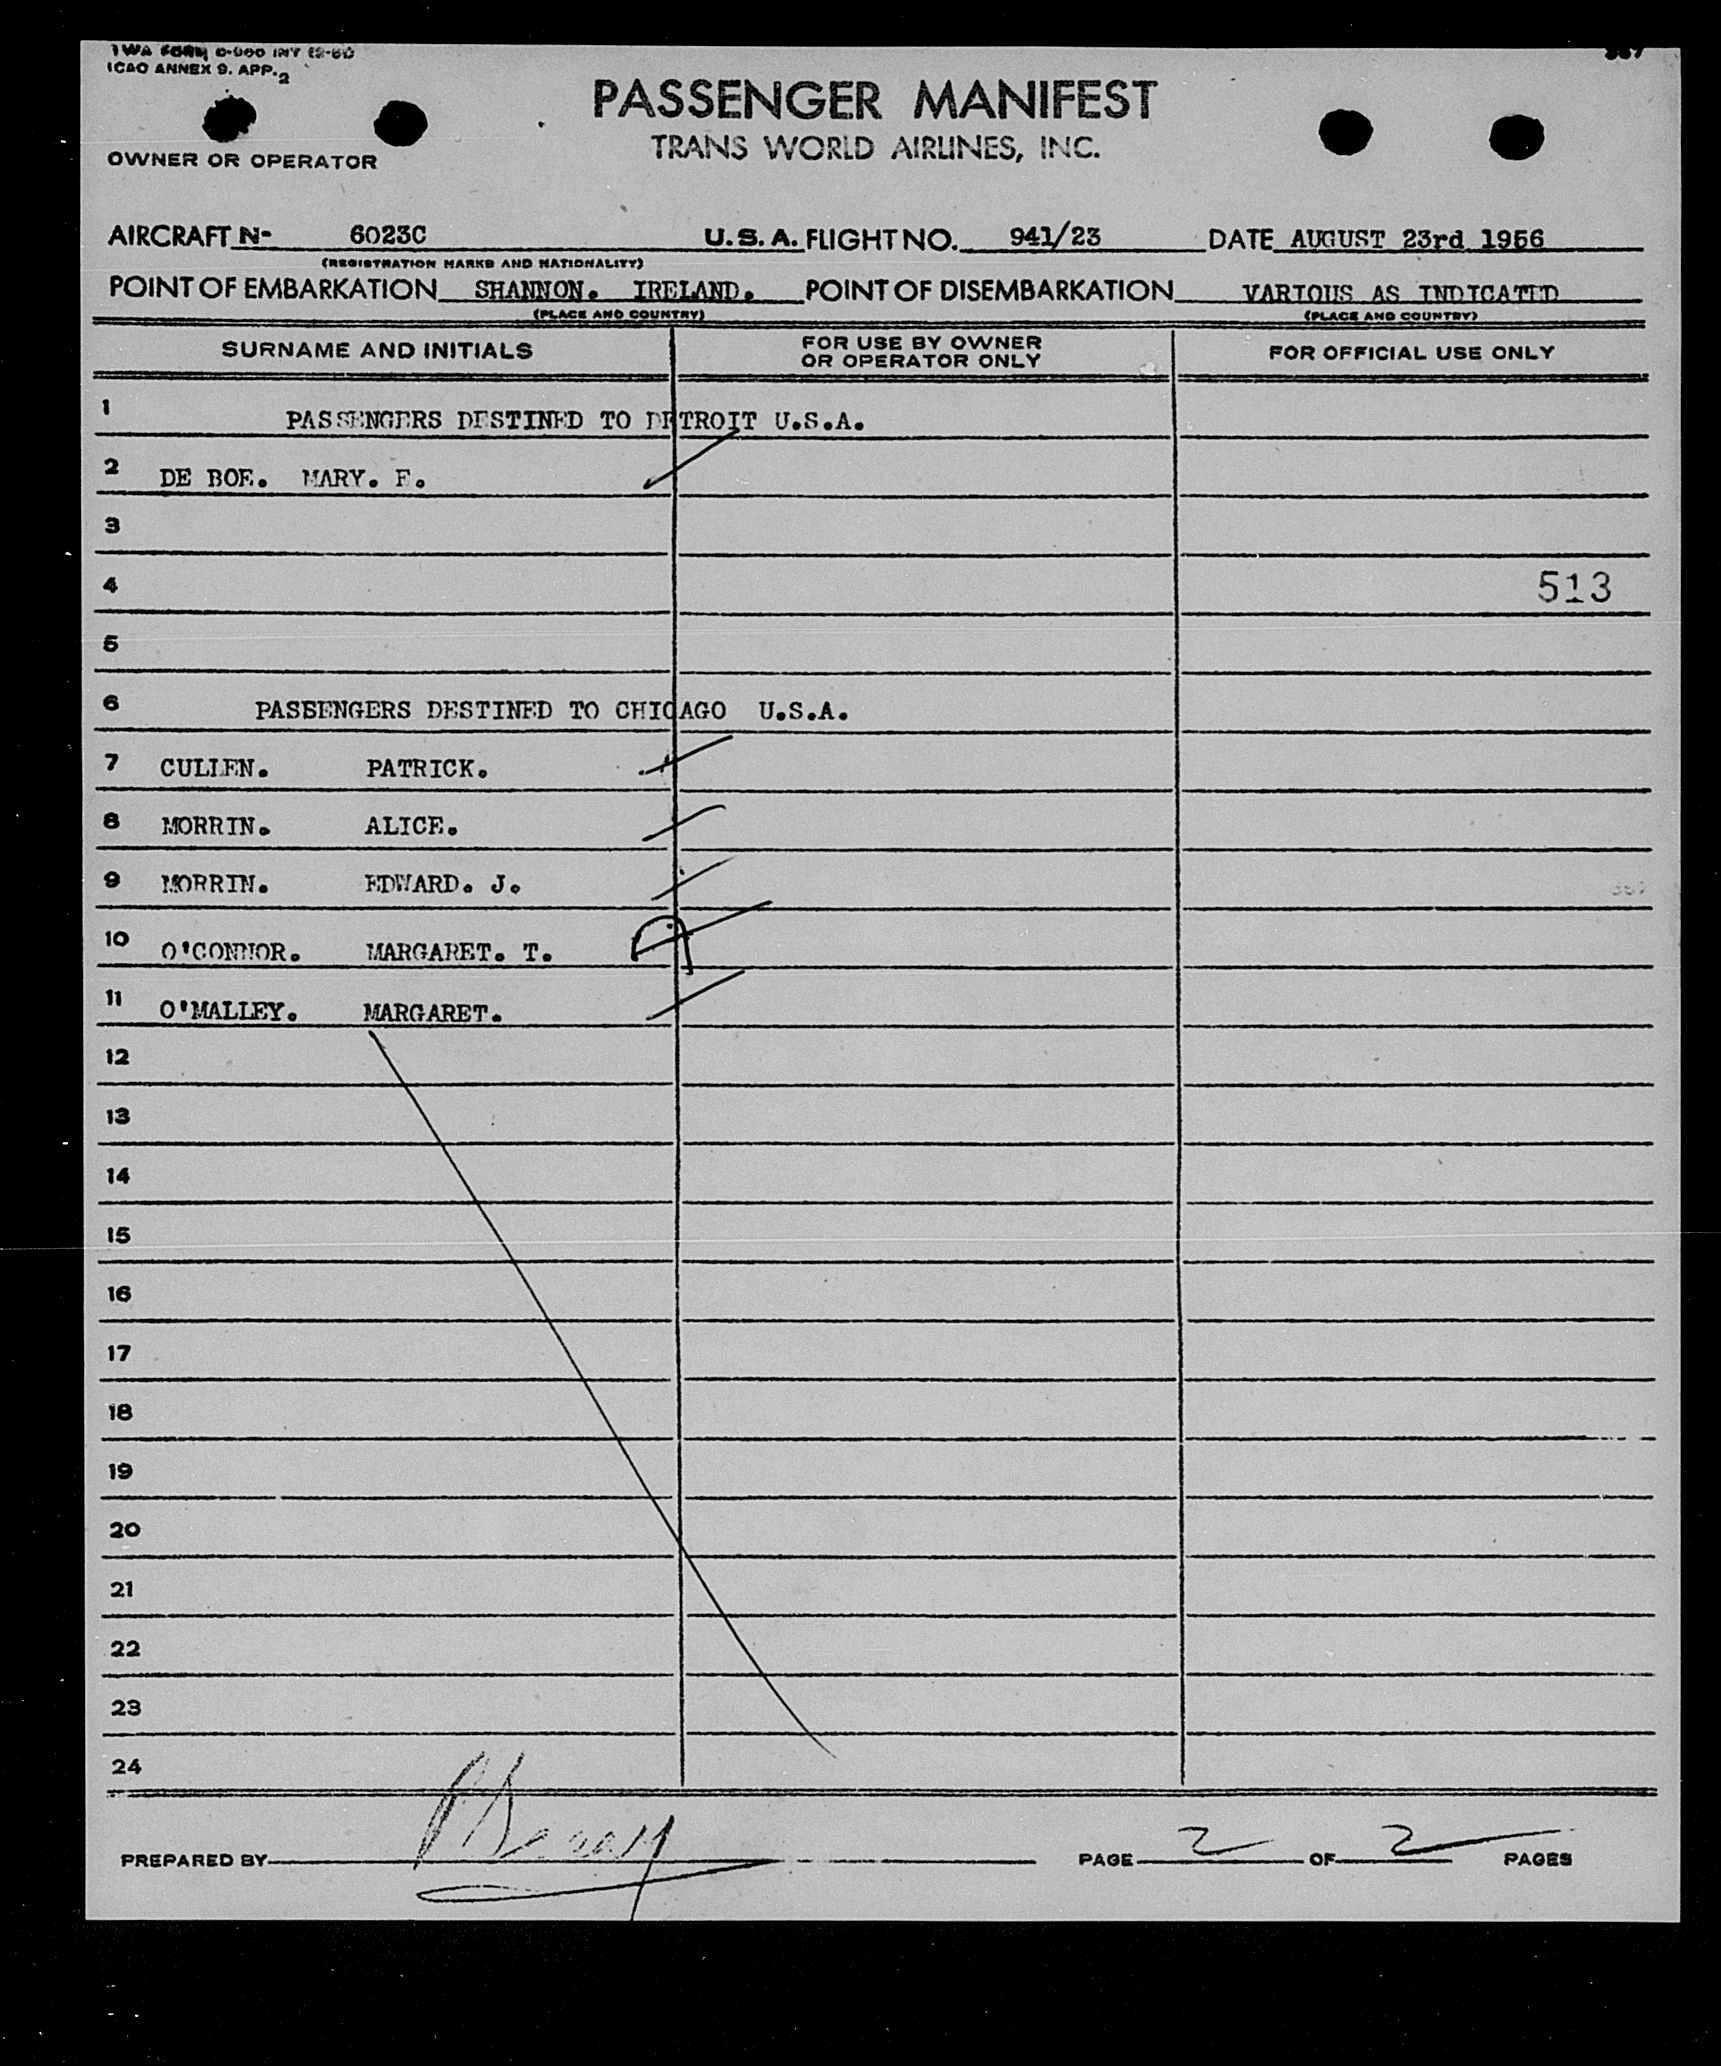 TWA FORM
ICAO ANNEX 9. APP. 2
PASSENGER MANIFEST
TRANS WORLD AIRLINES, INC.
OWNER OR OPERATOR
AIRCRAFT N- 6023C U.S.A. FLIGHT NO. 941/23 DATE AUGUST 23rd 1956
(REGISTRATION MARKS AND NATIONALITY)
POINT OF EMBARKATION SHANNON. IRELAND. POINT OF DISEMBARKATION VARIOUS AS INDICATED
(PLACE AND COUNTRY) (PLACE AND COUNTRY)
SURNAME AND INITIALS FOR USE BY OWNER OR OPERATOR ONLY FOR OFFICIAL USE ONLY
1 PASSENGERS DESTINED TO DETROIT U.S.A.
2 DE BOE. MARY. F.
3
4 513
5
6 PASSENGERS DESTINED TO CHICAGO U.S.A.
7 CULLEN. PATRICK.
8 MORRIN. ALICE.
9 MORRIN. EDWARD. J.
10 O'CONNOR. MARGARET. T.
11 O'MALLEY. MARGARET.
12
13
14
15
16
17
18
19
20
21
22
23
24
PREPARED BY PAGE 2 OF 2 PAGES